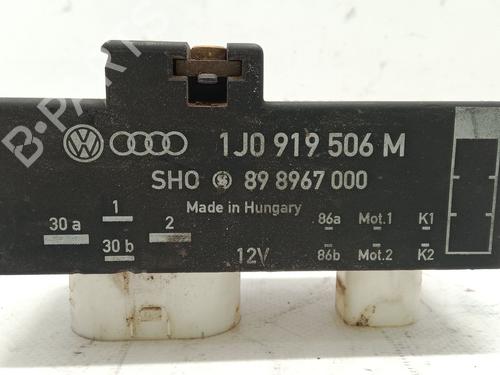 B-PARTS
1J0 919 506 M
SHO 89 8967 000
Made in Hungary
1
30 a 2
30 b
12V
86a Mot.1 K1
86b Mot.2 K2